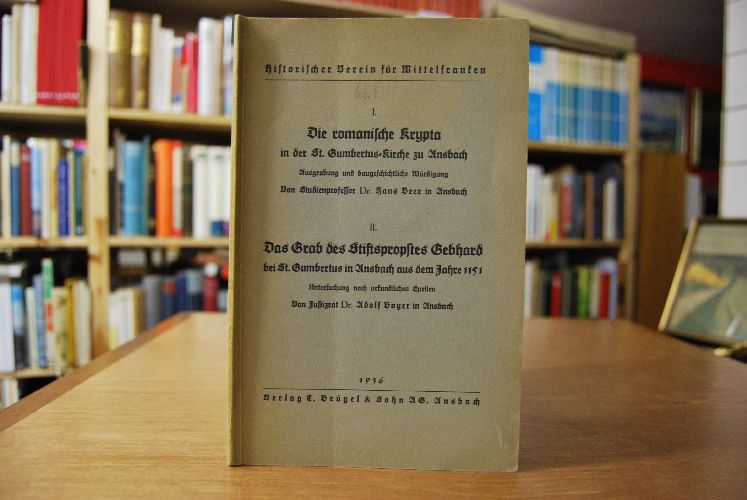 Historischer Verein für Mittelfranken
I.
Die romanische Krypta
in der St. Gumbertus-Kirche zu Ansbach
Ausgrabung und baugeschichtliche Würdigung
Von Studienprofessor Dr. Hans Beer in Ansbach
II.
Das Grab des Stiftspropstes Gebhard
bei St. Gumbertus in Ansbach aus dem Jahre 1151
Untersuchung nach urkundlichen Quellen
Von Justizrat Dr. Adolf Bayer in Ansbach
1936
Verlag C. Brügel & Sohn AG. Ansbach